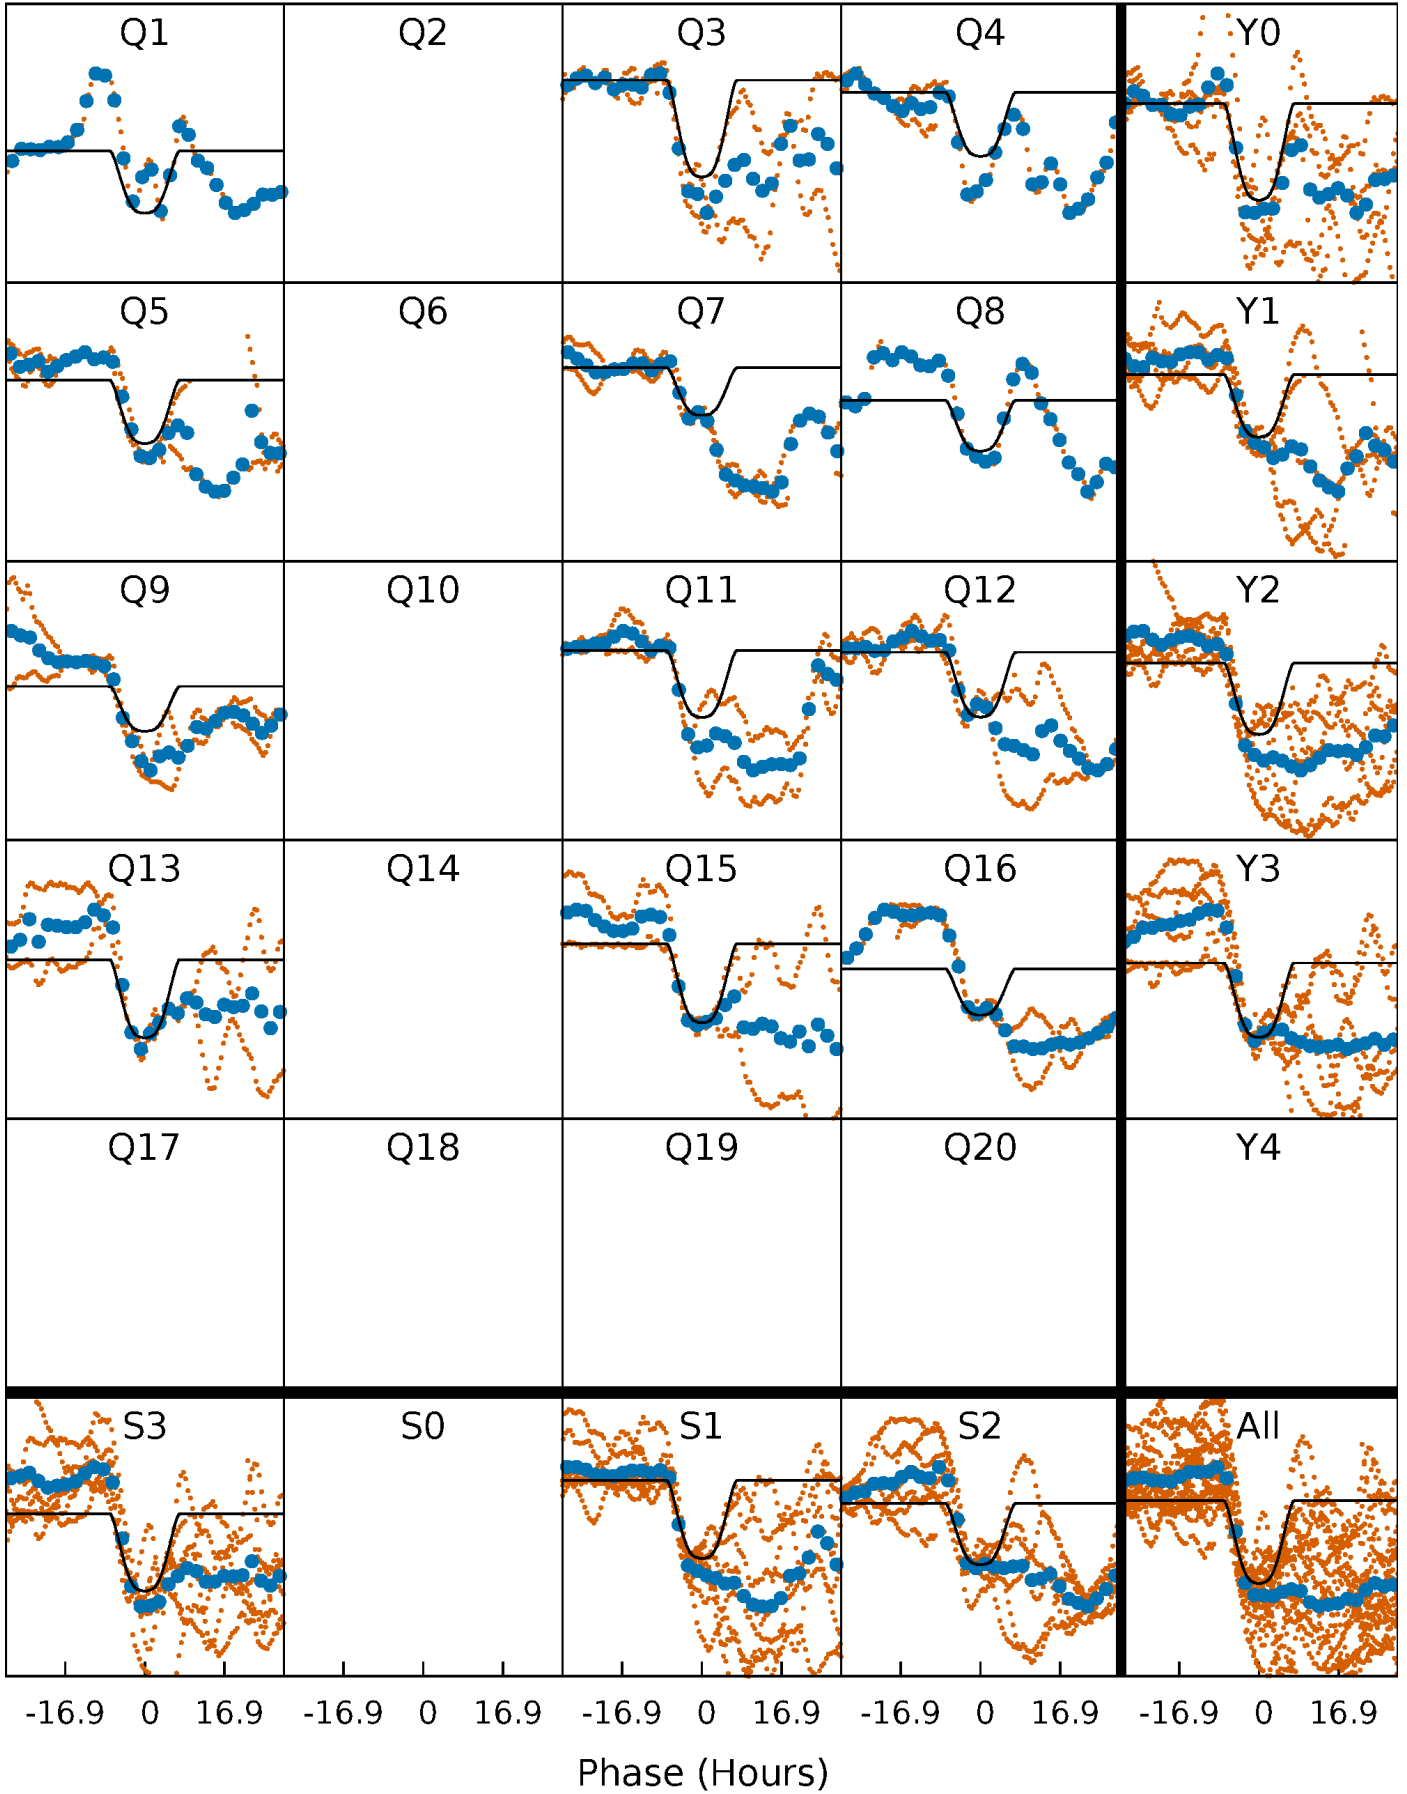 Q1 Q2 Q3 Q4 Y0
Q5 Q6 Q7 Q8 Y1
Q9 Q10 Q11 Q12 Y2
Q13 Q14 Q15 Q16 Y3
Q17 Q18 Q19 Q20 Y4
S3 S0 S1 S2 All
-16.9 0 16.9 -16.9 0 16.9 -16.9 0 16.9 -16.9 0 16.9 -16.9 0 16.9
Phase (Hours)